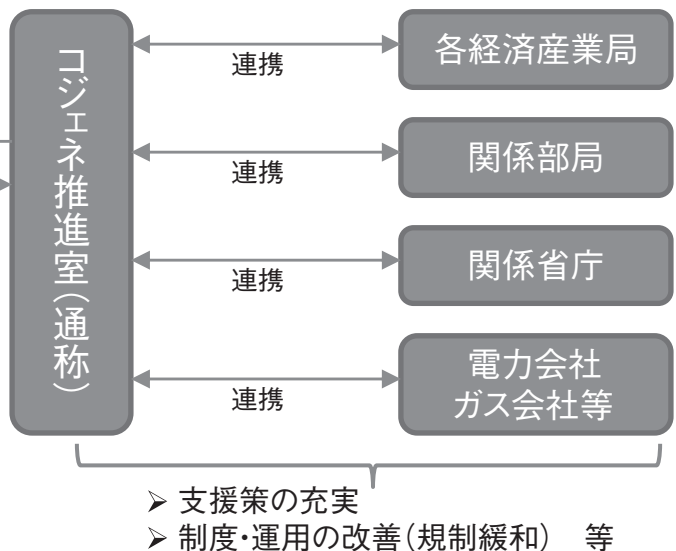 コジェネ推進室（通称）
連携
各経済産業局
連携
関係部局
連携
関係省庁
連携
電力会社
ガス会社等
➢ 支援策の充実
➢ 制度・運用の改善（規制緩和）　等